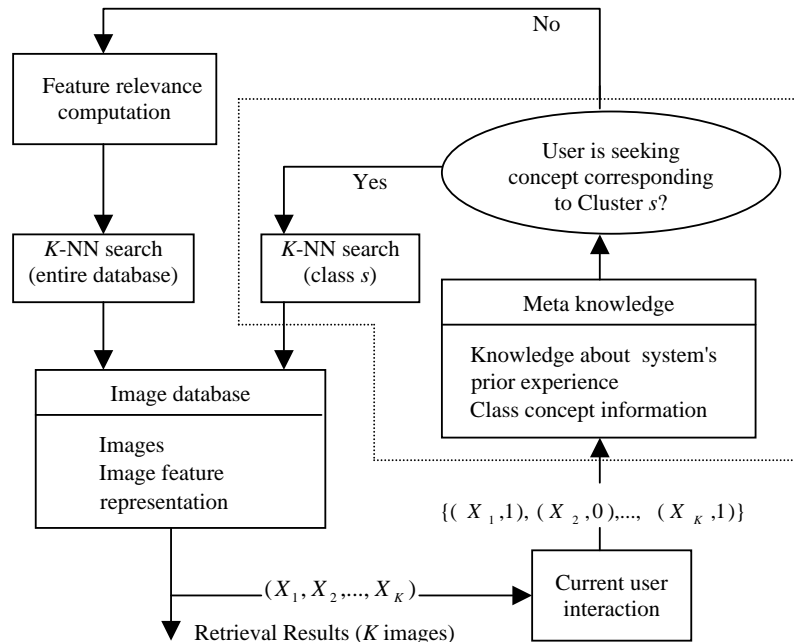 No
Feature relevance
computation
User is seeking
concept corresponding
to Cluster s?
Yes
K-NN search
(entire database)
K-NN search
(class s)
Meta knowledge
Knowledge about system's
prior experience
Class concept information
Image database
Images
Image feature
representation
{( X₁ ,1), ( X₂ ,0),..., ( X_K ,1)}
(X₁, X₂,..., X_K)
Current user
interaction
Retrieval Results (K images)